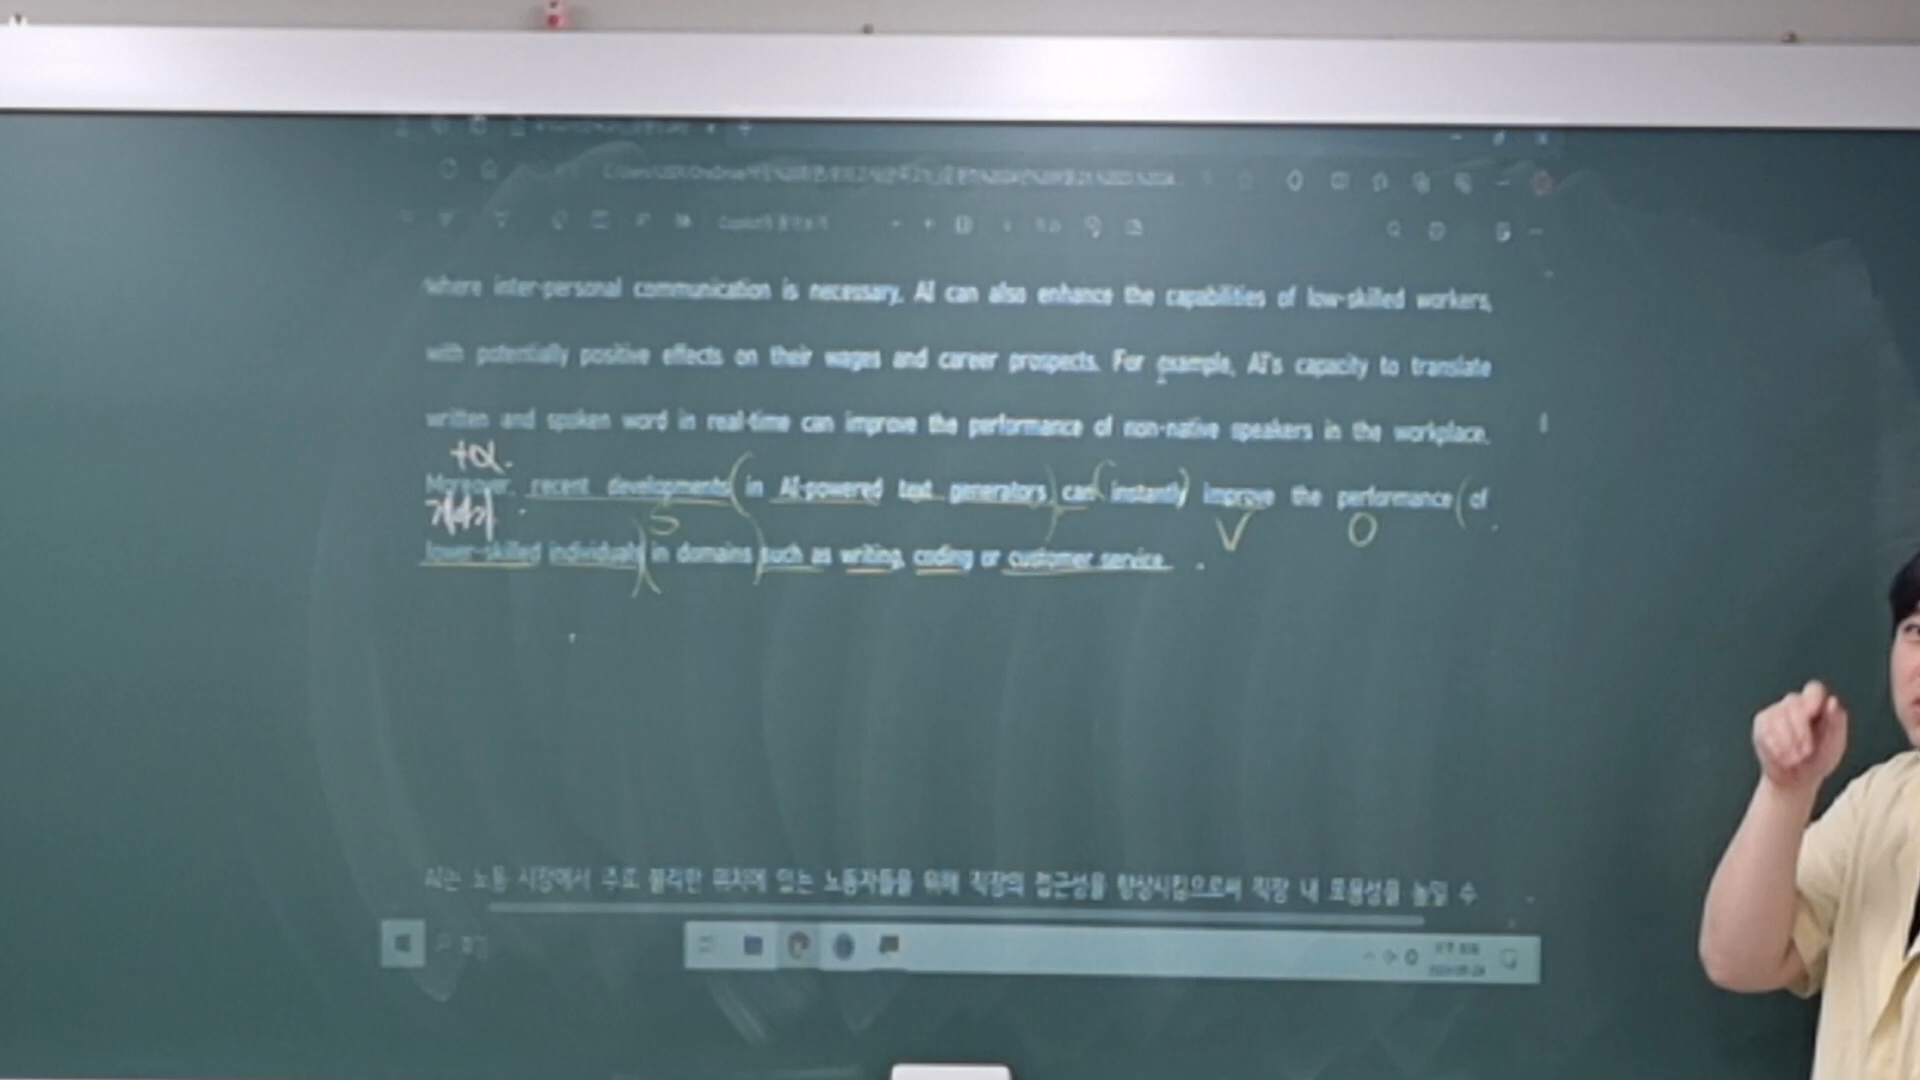 where inter-personal communication is necessary. AI can also enhance the capabilities of low-skilled workers,
with potentially positive effects on their wages and career prospects. For example, AI's capacity to translate
written and spoken word in real-time can improve the performance of non-native speakers in the workplace.
+α.
Moreover, recent developments in AI-powered text generators can instantly improve the performance of
S V O
lower-skilled individuals in domains such as writing, coding or customer service.
AI는 노동 시장에서 주로 불리한 위치에 있는 노동자들을 위해 직장의 접근성을 향상시킴으로써 직장 내 포용성을 높일 수